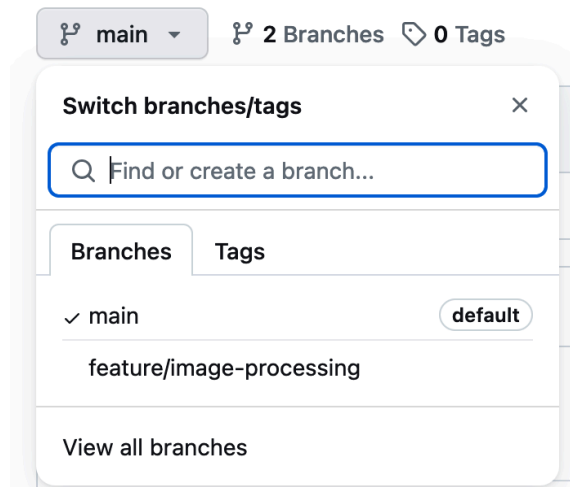 main 2 Branches 0 Tags
Switch branches/tags
Find or create a branch...
Branches Tags
main default
feature/image-processing
View all branches